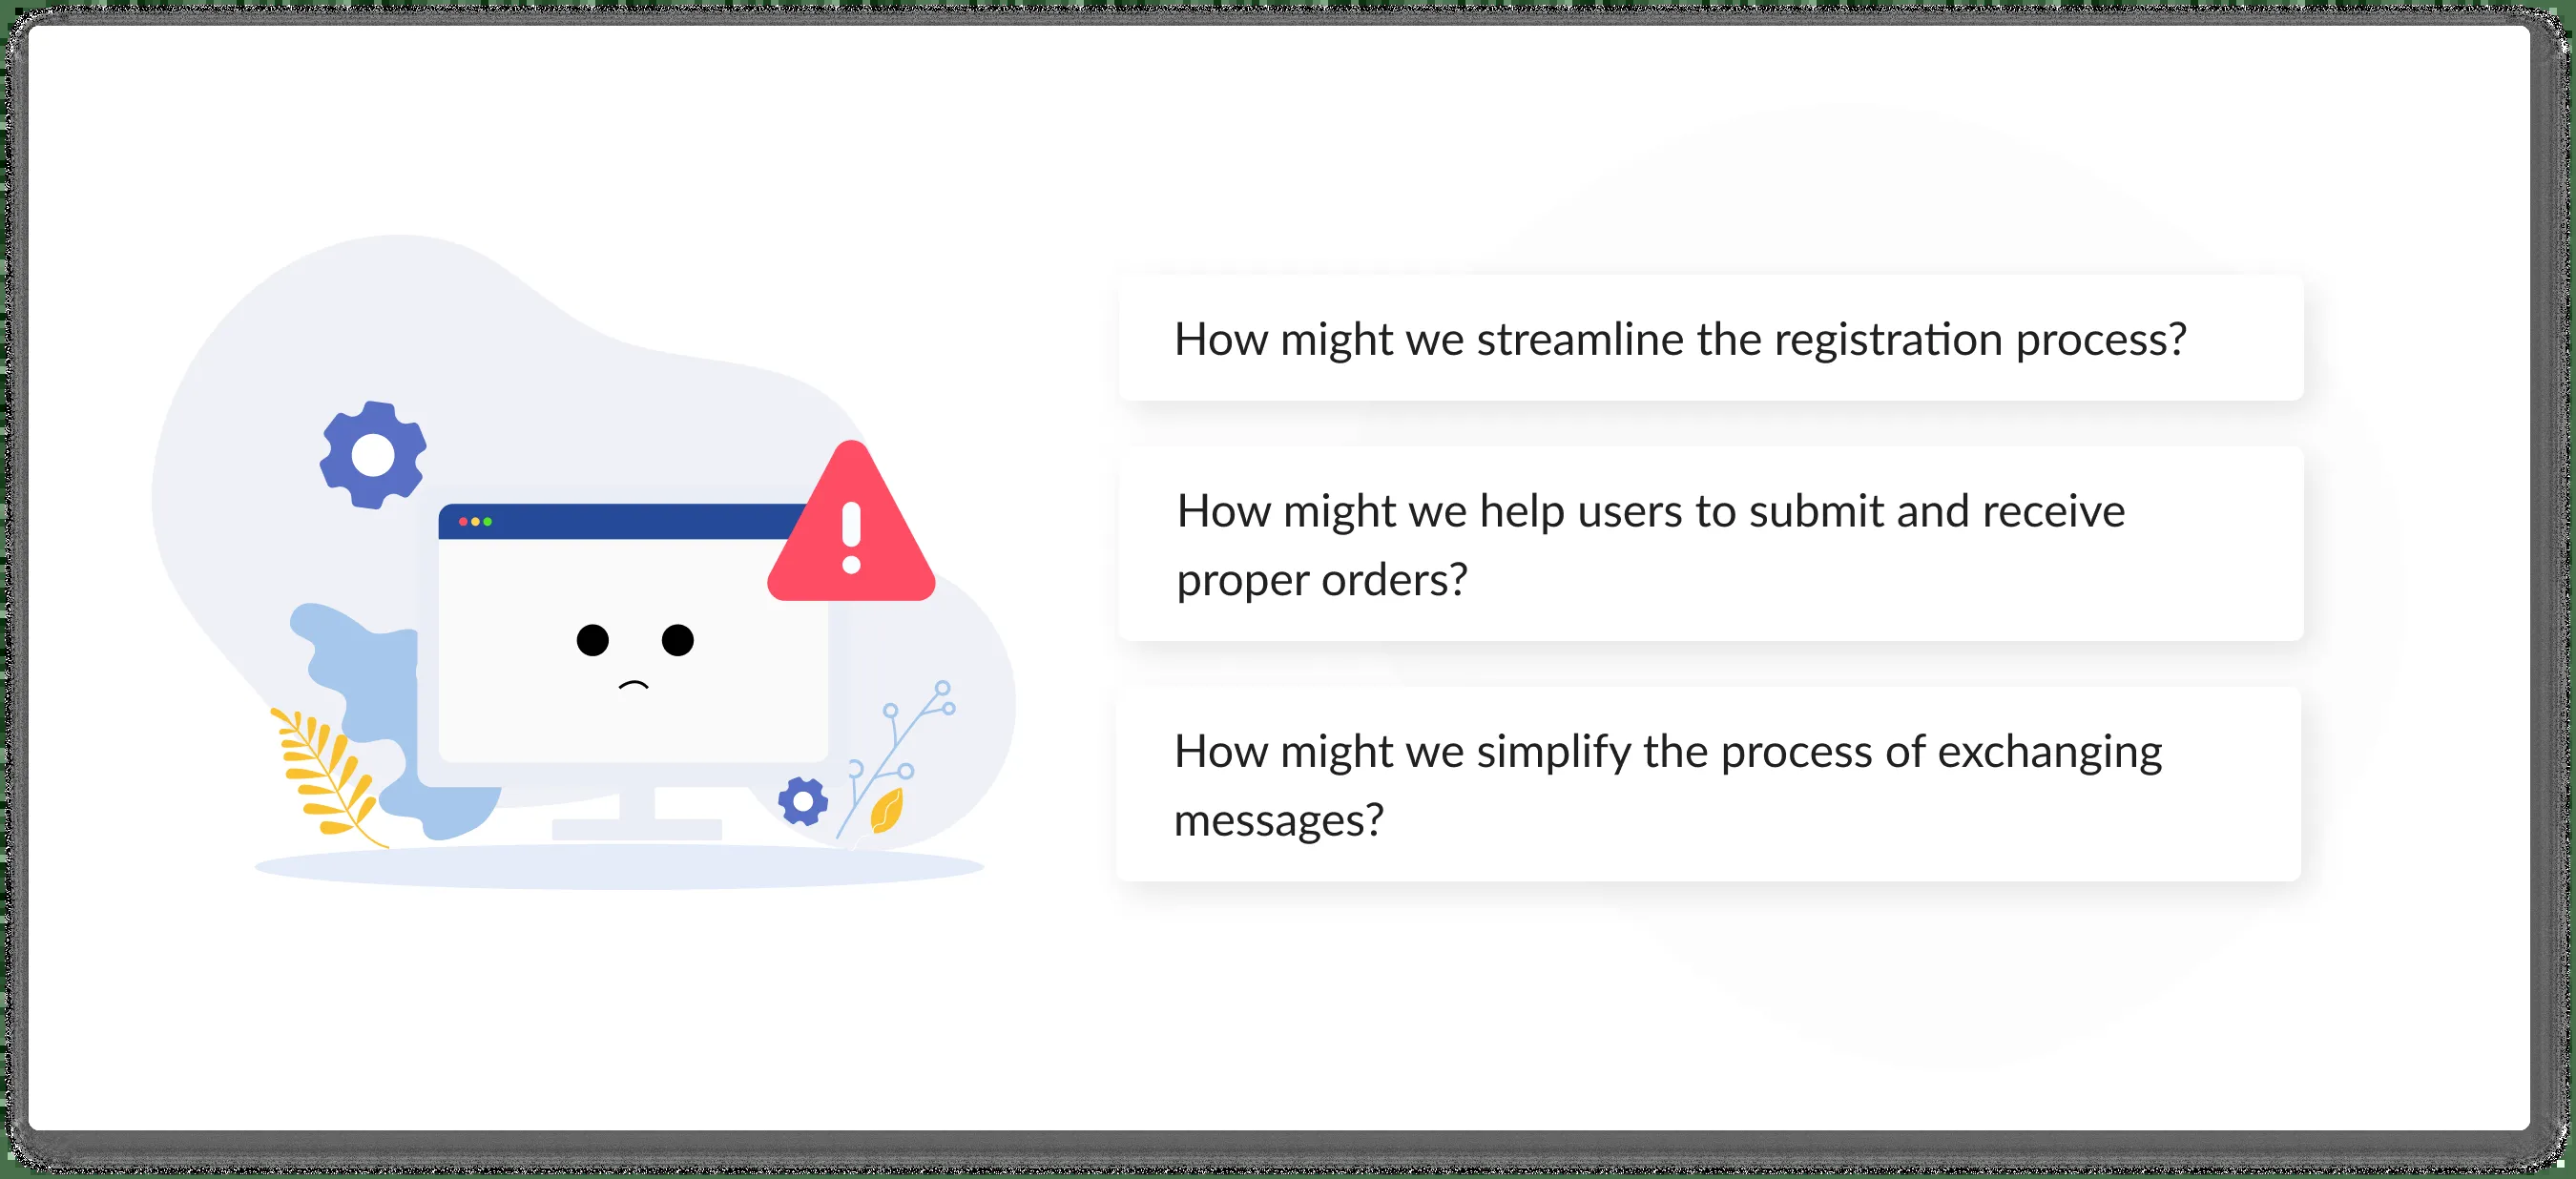 How might we streamline the registration process?
How might we help users to submit and receive
proper orders?
How might we simplify the process of exchanging
messages?